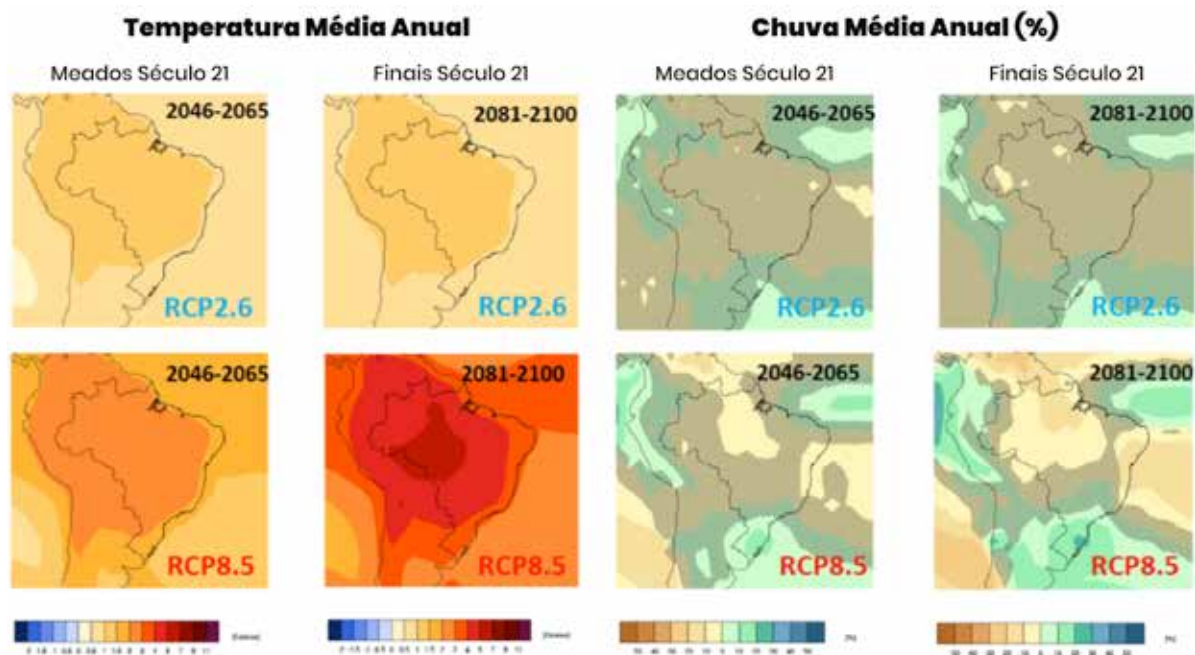 Temperatura Média Anual
Chuva Média Anual (%)
Meados Século 21
Finais Século 21
Meados Século 21
Finais Século 21
2046-2065
2081-2100
2046-2065
2081-2100
RCP2.6
RCP2.6
RCP2.6
RCP2.6
2046-2065
2081-2100
2046-2065
2081-2100
RCP8.5
RCP8.5
RCP8.5
RCP8.5